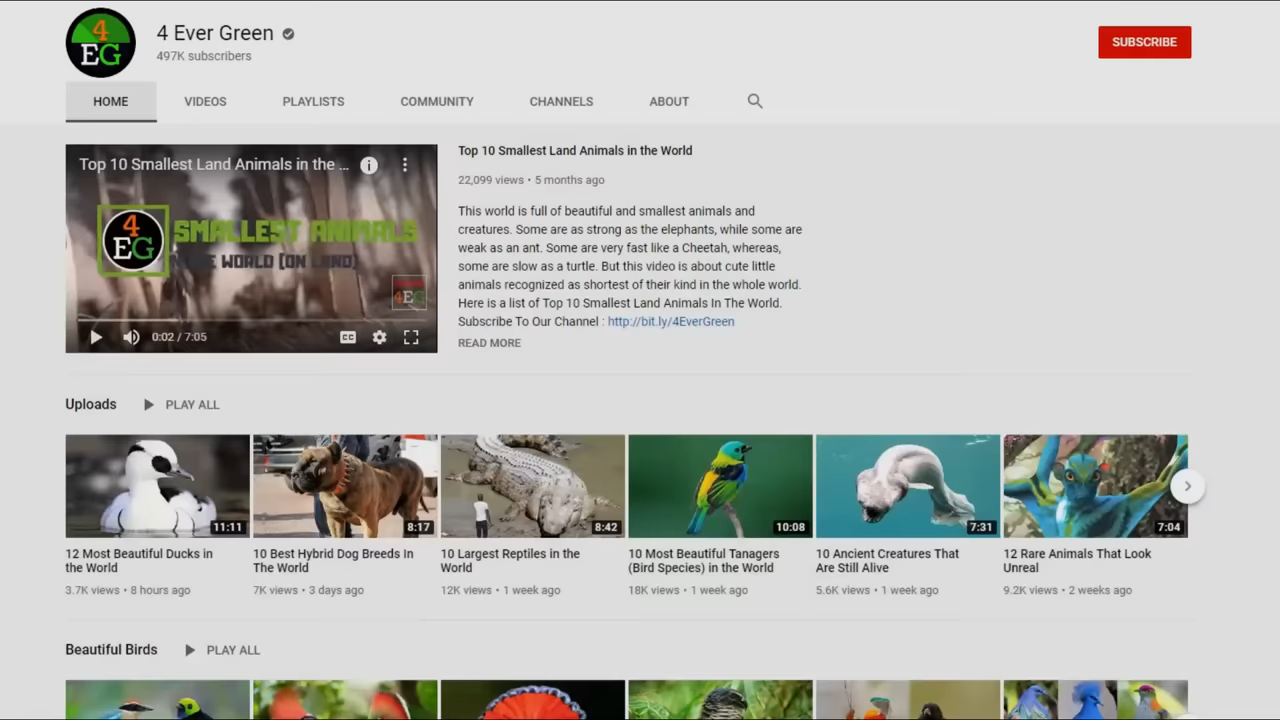 4
EG
4 Ever Green
497K subscribers
SUBSCRIBE
HOME
VIDEOS
PLAYLISTS
COMMUNITY
CHANNELS
ABOUT
Top 10 Smallest Land Animals in the ...
4
EG
SMALLEST ANIMALS
WORLD (ON LAND)
4EG
0:02 / 7:05
CC
Top 10 Smallest Land Animals in the World
22,099 views • 5 months ago
This world is full of beautiful and smallest animals and
creatures. Some are as strong as the elephants, while some are
weak as an ant. Some are very fast like a Cheetah, whereas,
some are slow as a turtle. But this video is about cute little
animals recognized as shortest of their kind in the whole world.
Here is a list of Top 10 Smallest Land Animals In The World.
Subscribe To Our Channel : http://bit.ly/4EverGreen
READ MORE
Uploads
PLAY ALL
11:11
8:17
8:42
10:08
7:31
7:04
12 Most Beautiful Ducks in
the World
3.7K views • 8 hours ago
10 Best Hybrid Dog Breeds In
The World
7K views • 3 days ago
10 Largest Reptiles in the
World
12K views • 1 week ago
10 Most Beautiful Tanagers
(Bird Species) in the World
18K views • 1 week ago
10 Ancient Creatures That
Are Still Alive
5.6K views • 1 week ago
12 Rare Animals That Look
Unreal
9.2K views • 2 weeks ago
Beautiful Birds
PLAY ALL